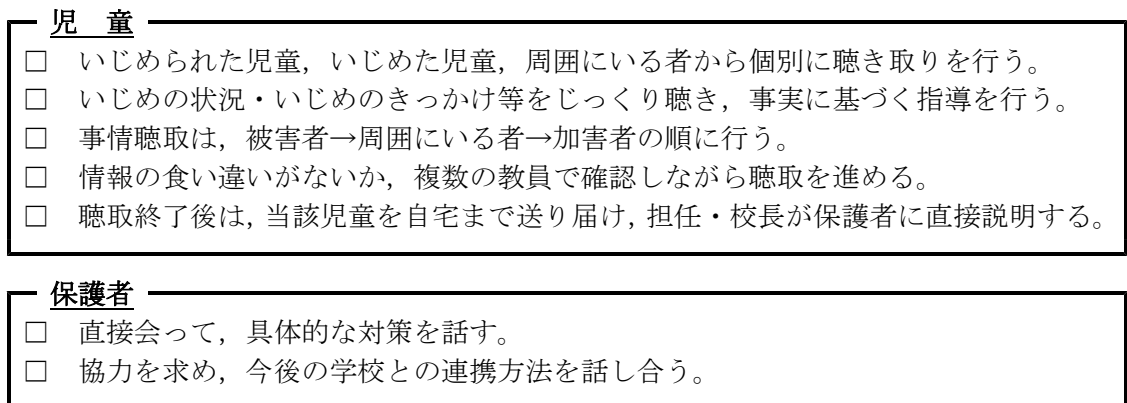 児　童
□　いじめられた児童，いじめた児童，周囲にいる者から個別に聴き取りを行う。
□　いじめの状況・いじめのきっかけ等をじっくり聴き，事実に基づく指導を行う。
□　事情聴取は，被害者→周囲にいる者→加害者の順に行う。
□　情報の食い違いがないか，複数の教員で確認しながら聴取を進める。
□　聴取終了後は，当該児童を自宅まで送り届け，担任・校長が保護者に直接説明する。
保護者
□　直接会って，具体的な対策を話す。
□　協力を求め，今後の学校との連携方法を話し合う。